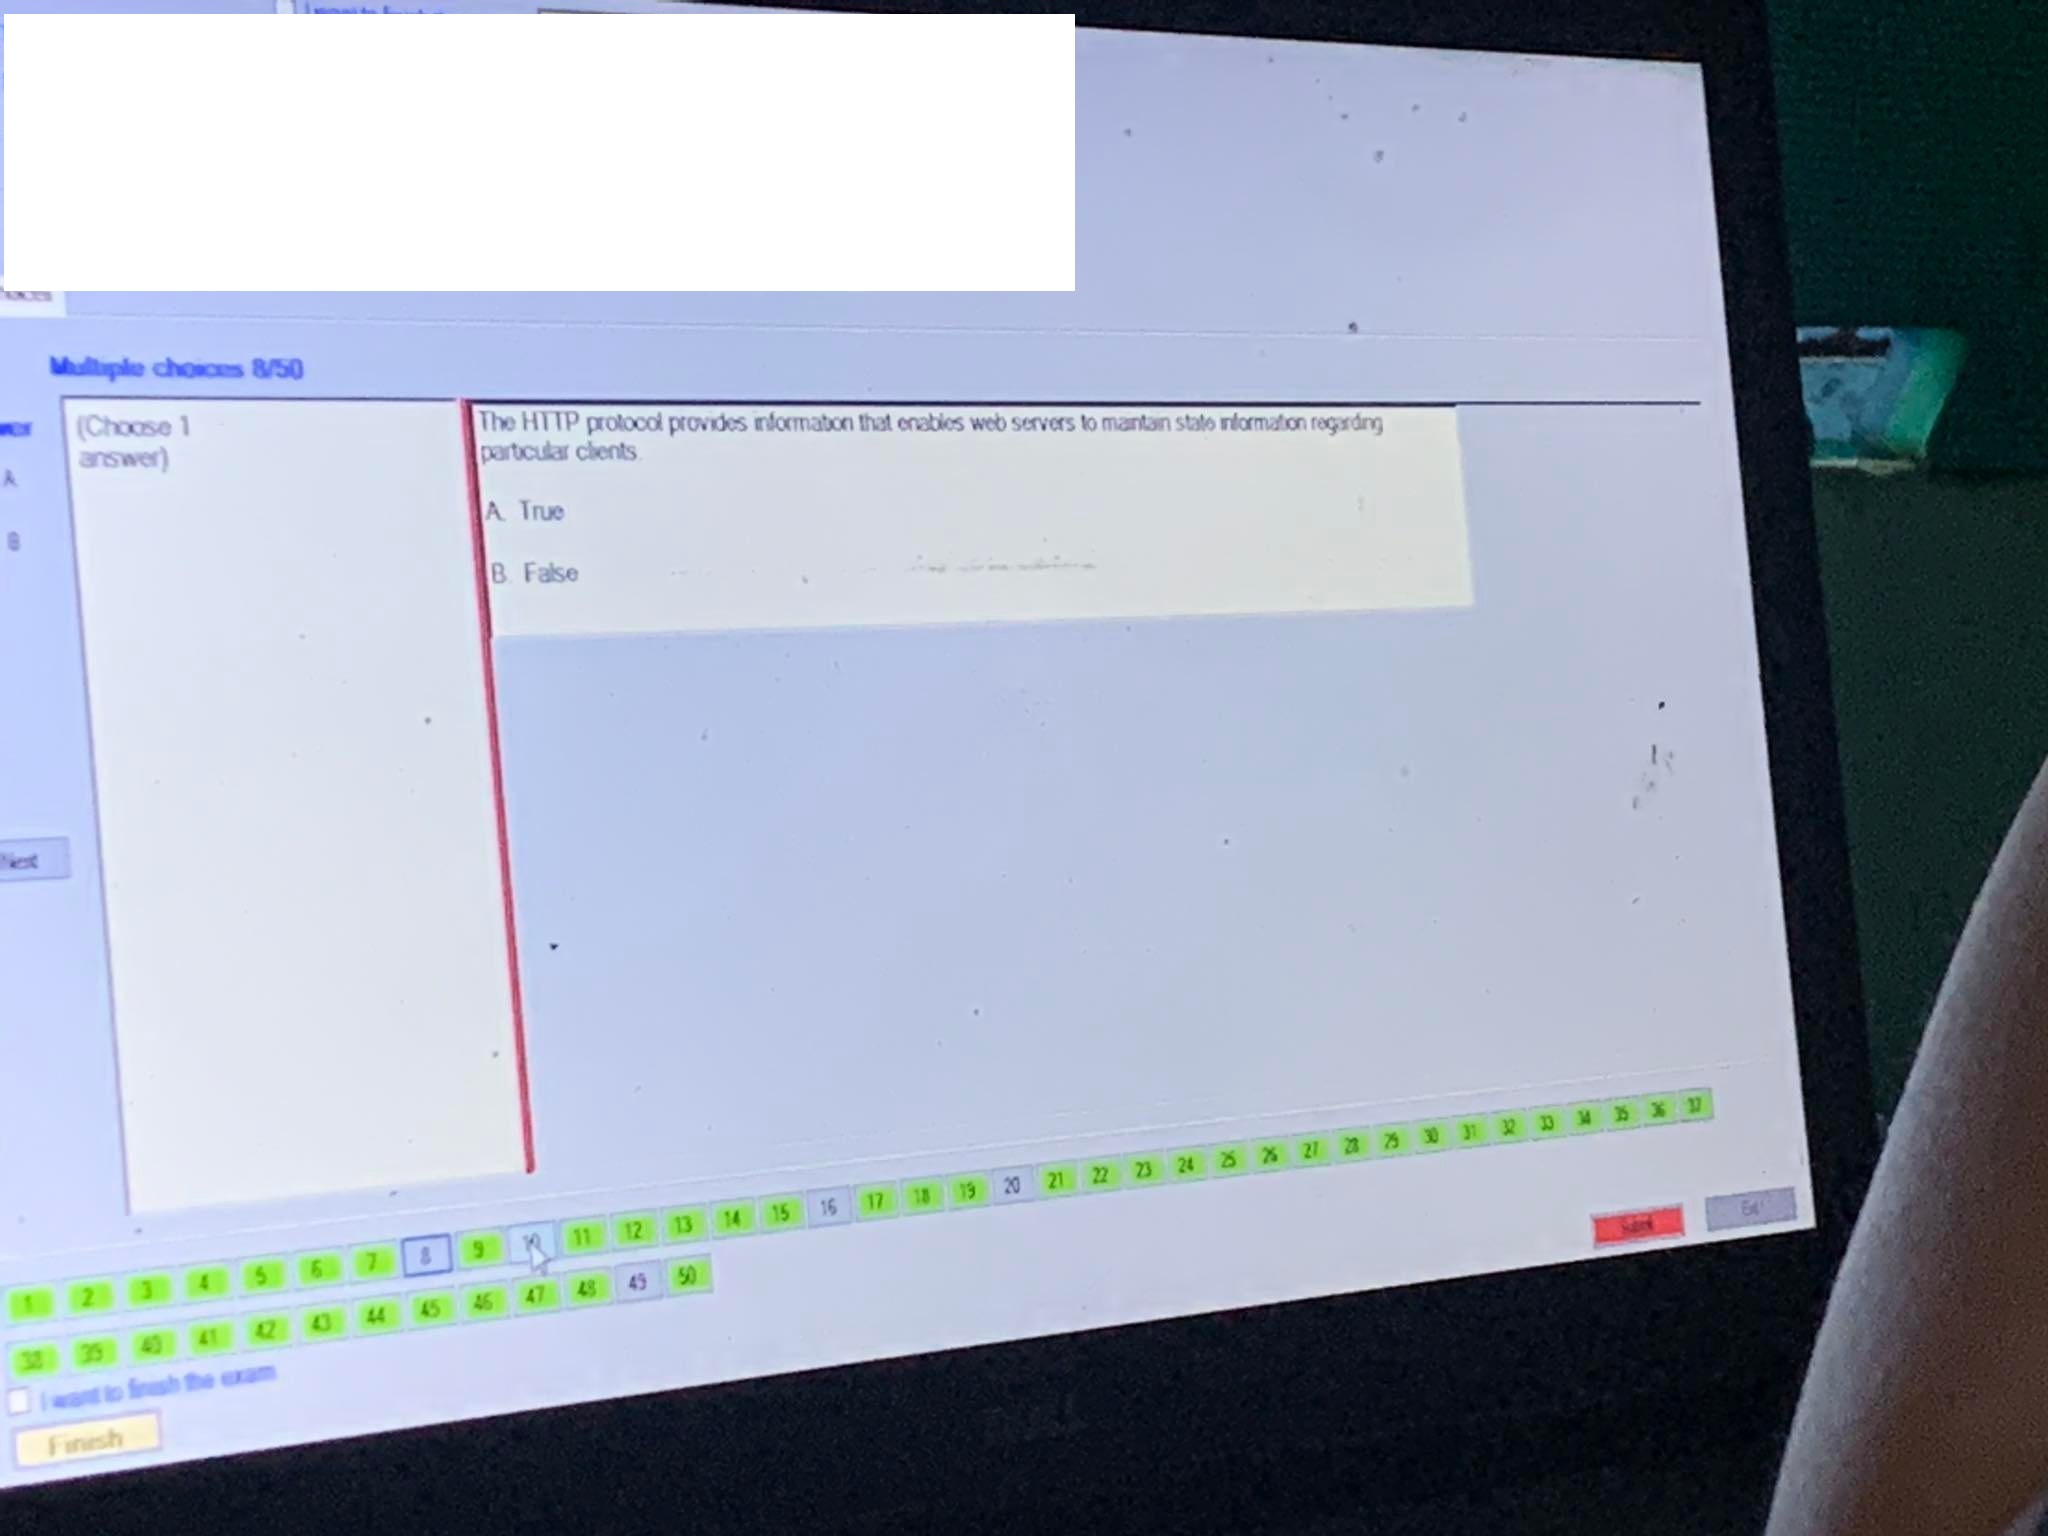 Multiple choices 8/50
(Choose 1
answer)
The HTTP protocol provides information that enables web servers to maintain state information regarding
particular clients.
A
A. True
B
B. False
Next
1 2 3 4 5 6 7 8 9 10 11 12 13 14 15 16 17 18 19 20 21 22 23 24 25 26 27 28 29 30 31 32 33 34 35 36 37
38 39 40 41 42 43 44 45 46 47 48 49 50
I want to finish the exam
Finish
Submit
Exit